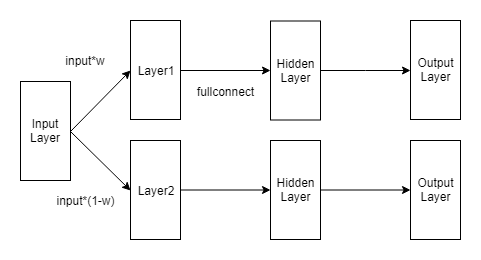 input*w
Layer1
fullconnect
Hidden
Layer
Output
Layer
Input
Layer
input*(1-w)
Layer2
Hidden
Layer
Output
Layer